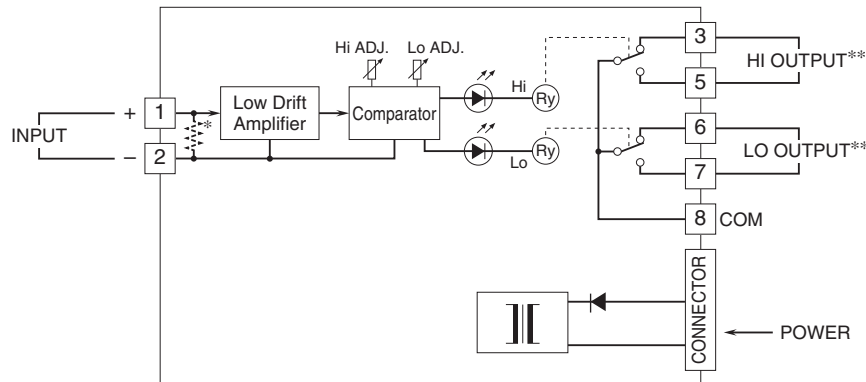 Hi ADJ.
Lo ADJ.
3
HI OUTPUT**
5
Hi
Ry
+
1
*
Low Drift
Amplifier
Comparator
INPUT
−
2
6
LO OUTPUT**
Lo
Ry
7
8
COM
CONNECTOR
POWER